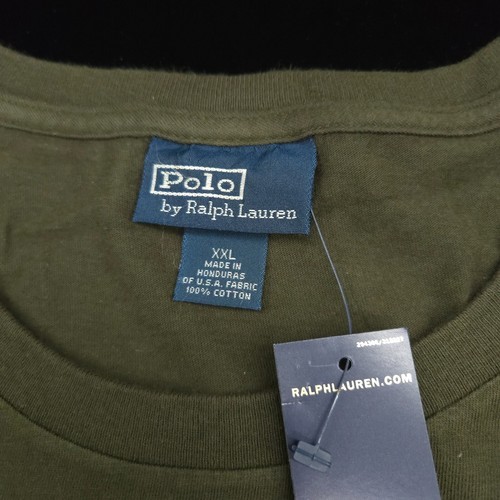 Polo
by Ralph Lauren
XXL
MADE IN
HONDURAS
OF U.S.A. FABRIC
100% COTTON
RALPHLAUREN.COM